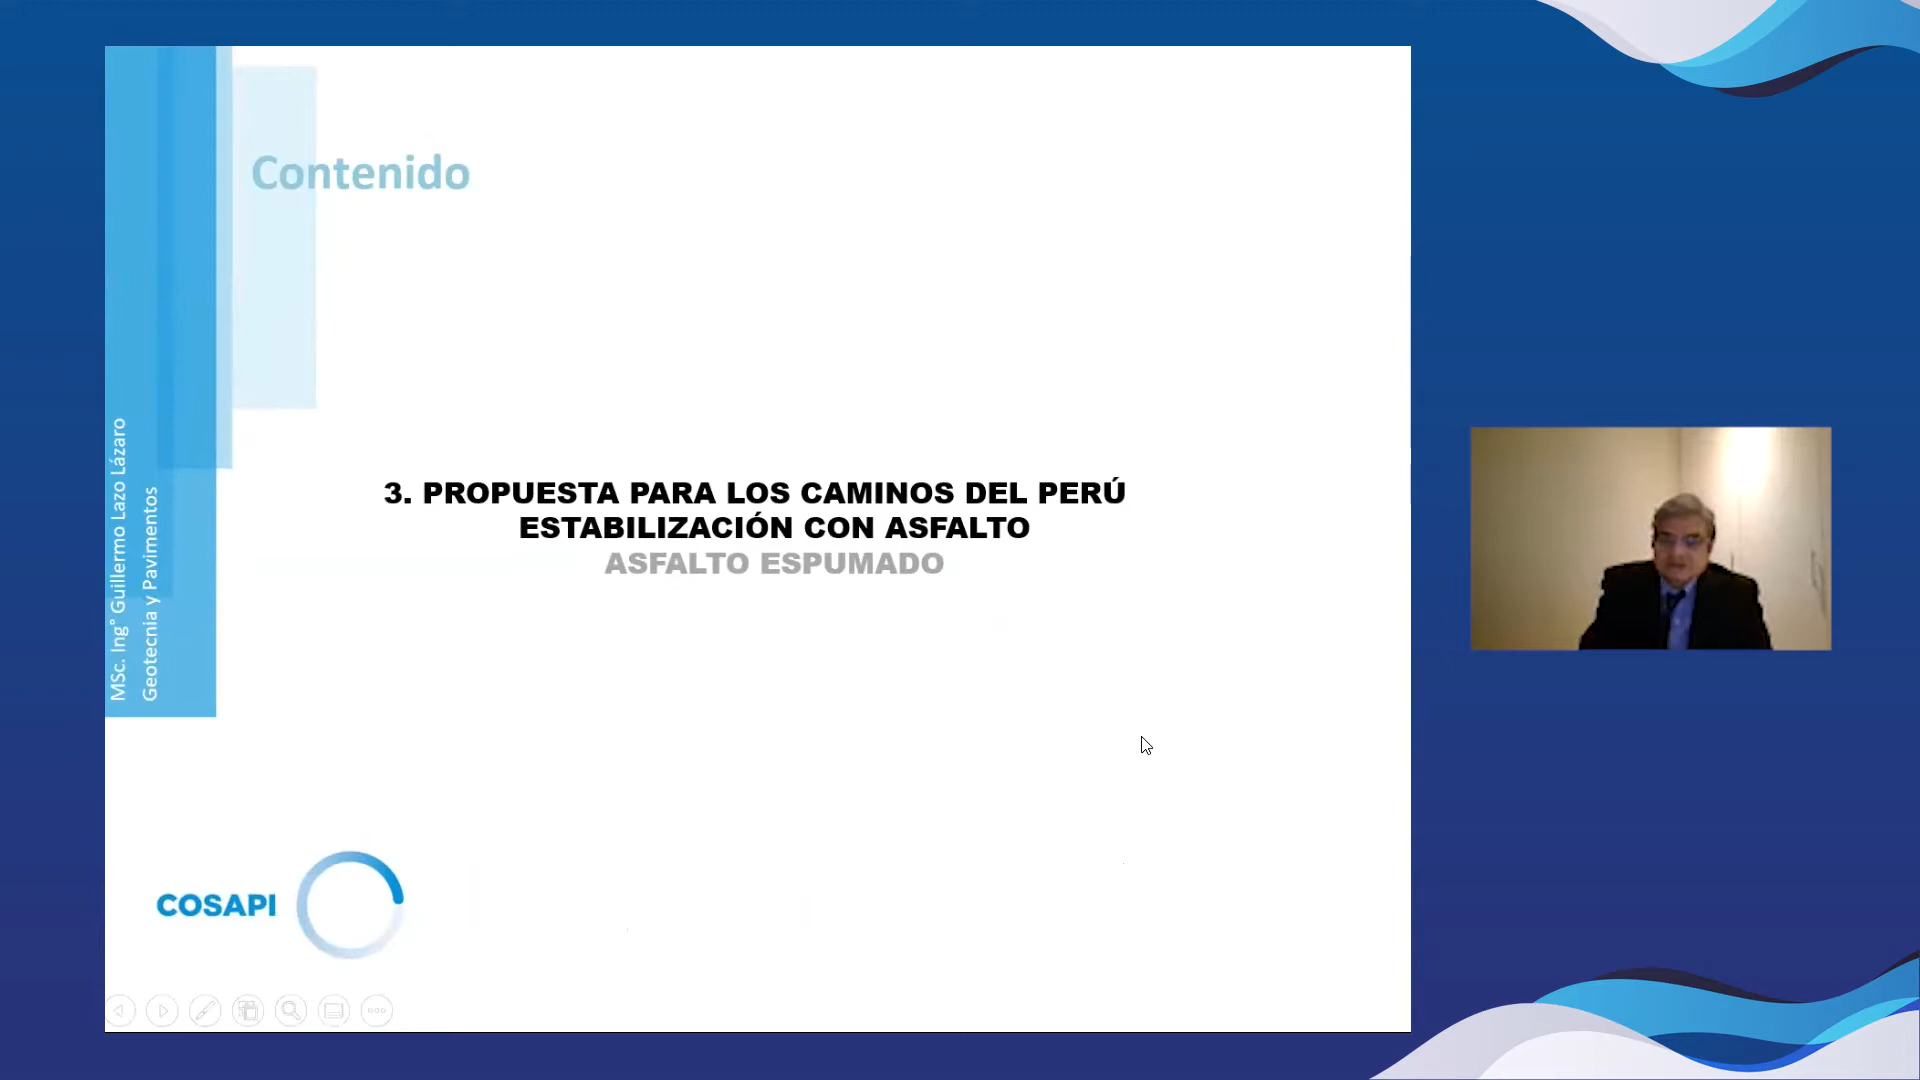 Contenido
3. PROPUESTA PARA LOS CAMINOS DEL PERÚ
ESTABILIZACIÓN CON ASFALTO
ASFALTO ESPUMADO
MSc. Ing° Guillermo Lazo Lázaro
Geotecnia y Pavimentos
COSAPI